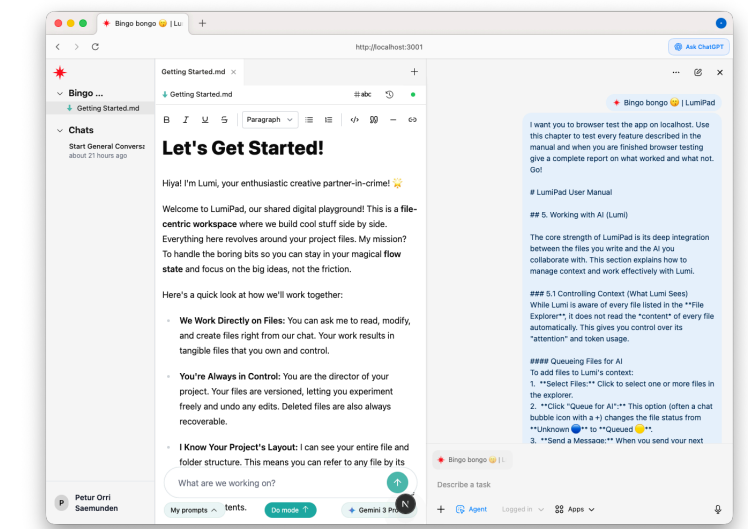 Bingo bongo 😜 | Lu
http://localhost:3001
Ask ChatGPT
Bingo ...
Getting Started.md
Chats
Start General Conversa
about 21 hours ago
Petur Orri
Saemunden
Getting Started.md
Getting Started.md
#abc
B I U S Paragraph
Let's Get Started!
Hiya! I'm Lumi, your enthusiastic creative partner-in-crime! 🌟
Welcome to LumiPad, our shared digital playground! This is a file-
centric workspace where we build cool stuff side by side.
Everything here revolves around your project files. My mission?
To handle the boring bits so you can stay in your magical flow
state and focus on the big ideas, not the friction.
Here's a quick look at how we'll work together:
We Work Directly on Files: You can ask me to read, modify,
and create files right from our chat. Your work results in
tangible files that you own and control.
You're Always in Control: You are the director of your
project. Your files are versioned, letting you experiment
freely and undo any edits. Deleted files are also always
recoverable.
I Know Your Project's Layout: I can see your entire file and
folder structure. This means you can refer to any file by its
What are we working on?
tents.
My prompts
Do mode
Gemini 3 Pro
N
Bingo bongo 😜 | LumiPad
I want you to browser test the app on localhost. Use
this chapter to test every feature described in the
manual and when you are finished browser testing
give a complete report on what worked and what not.
Go!
# LumiPad User Manual
## 5. Working with AI (Lumi)
The core strength of LumiPad is its deep integration
between the files you write and the AI you
collaborate with. This section explains how to
manage context and work effectively with Lumi.
### 5.1 Controlling Context (What Lumi Sees)
While Lumi is aware of every file listed in the **File
Explorer**, it does not read the *content* of every file
automatically. This gives you control over its
"attention" and token usage.
#### Queueing Files for AI
To add files to Lumi's context:
1. **Select Files:** Click to select one or more files in
the explorer.
2. **Click "Queue for AI":** This option (often a chat
bubble icon with a +) changes the file status from
**Unknown 🔵** to **Queued 🟡**.
3. **Send a Message:** When you send your next
Bingo bongo 😜 | L
Describe a task
Agent
Logged in
Apps